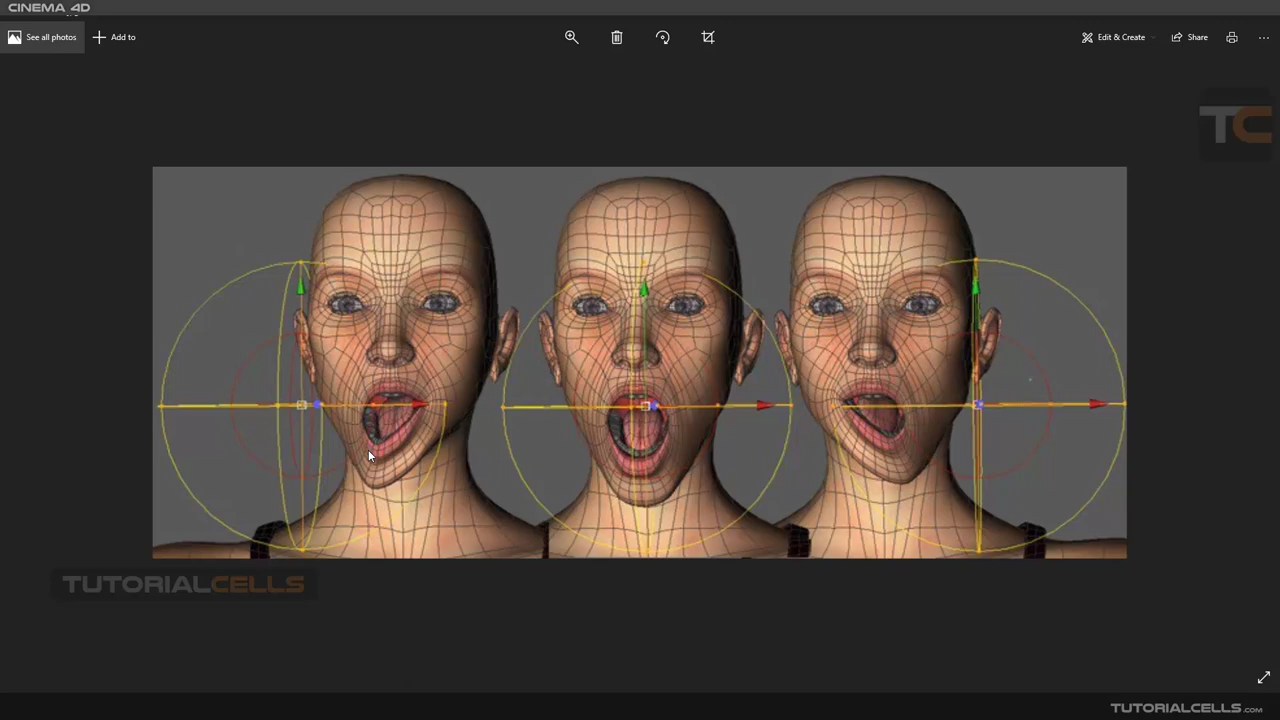 CINEMA 4D
See all photos
Add to
Edit & Create
Share
TC
TUTORIALCELLS
TUTORIALCELLS.COM